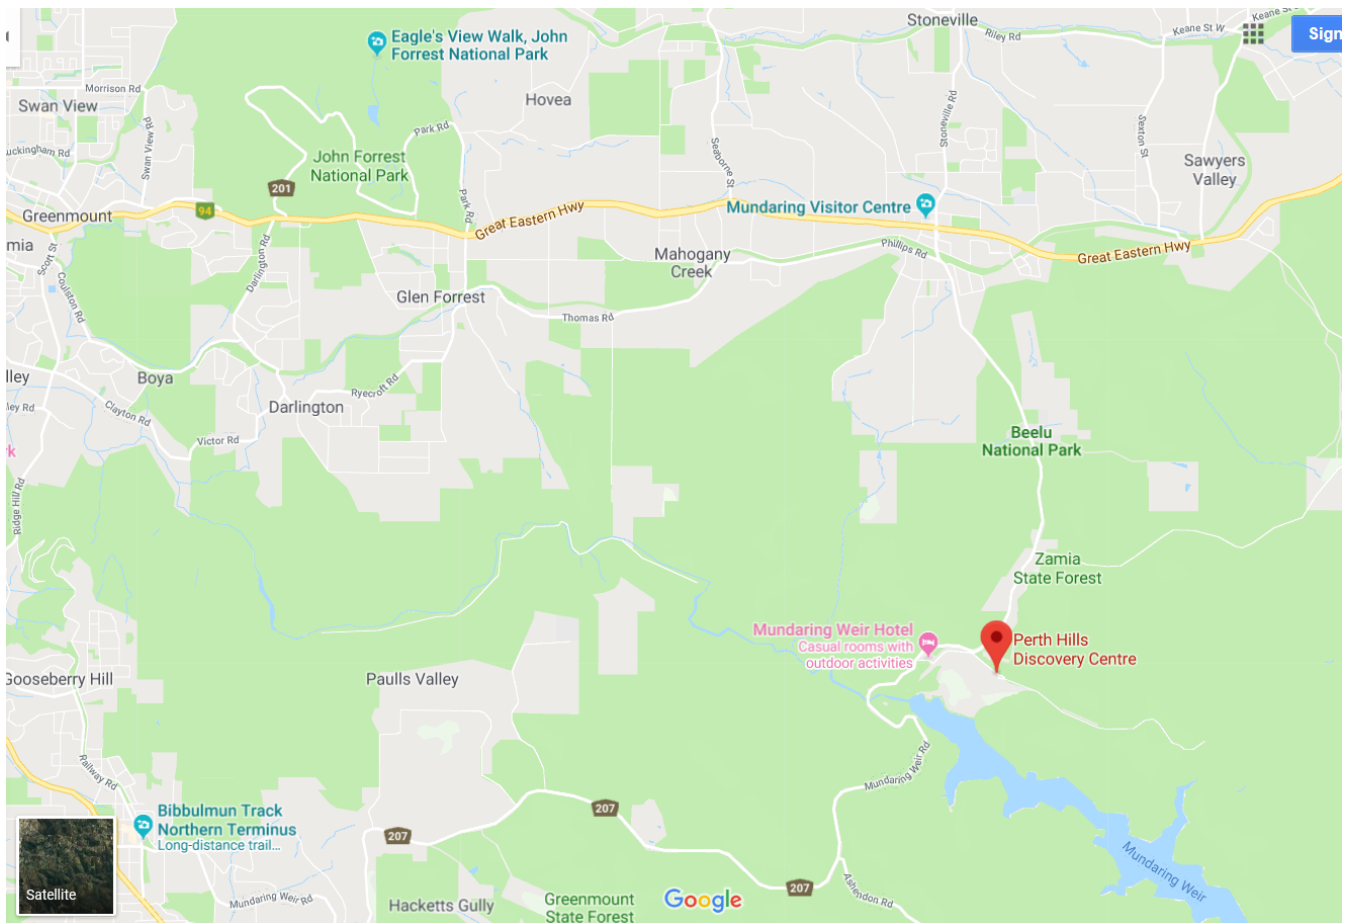 Stoneville
Keane St W
Keane St
Sign
Riley Rd
Eagle's View Walk, John
Forrest National Park
Hovea
Morrison Rd
Swan View
Swan View Rd
Park Rd
Seaborne St
Stoneville Rd
Sexton St
Sawyers
Valley
John Forrest
National Park
201
94
Park Rd
Greenmount
Great Eastern Hwy
Mundaring Visitor Centre
Great Eastern Hwy
Scott St
Darlington Rd
Coulston Rd
Mahogany
Creek
Phillips Rd
Glen Forrest
Thomas Rd
Boya
Ryecroft Rd
Darlington
Clayton Rd
Victor Rd
Beelu
National Park
Ridge Hill Rd
Zamia
State Forest
Mundaring Weir Hotel
Casual rooms with
outdoor activities
Perth Hills
Discovery Centre
Gooseberry Hill
Paulls Valley
Railway Rd
Mundaring Weir Rd
Bibbulmun Track
Northern Terminus
Long-distance trail...
207
207
207
Mundaring Weir
Satellite
Mundaring Weir Rd
Hacketts Gully
Greenmount
State Forest
Google
Ashendon Rd